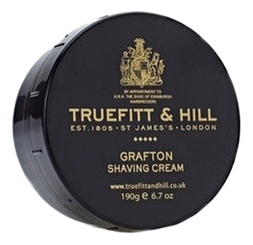 BY APPOINTMENT TO
H.R.H. THE DUKE OF EDINBURGH
HAIRDRESSERS
TRUEFITT & HILL
EST. 1805 - ST JAMES'S - LONDON
GRAFTON
SHAVING CREAM
www.truefittandhill.co.uk
190g ℮ 6.7 oz